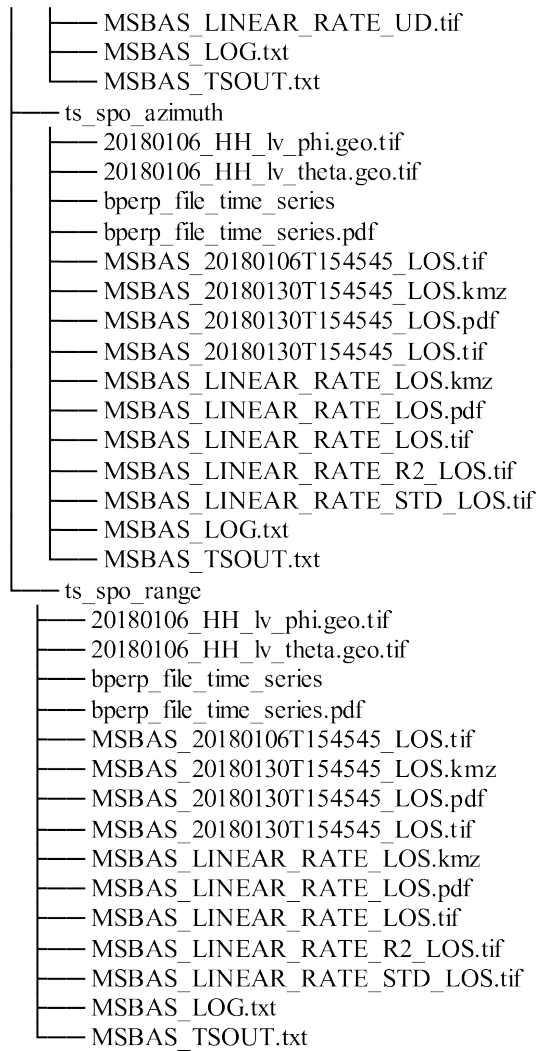 MSBAS_LINEAR_RATE_UD.tif
MSBAS_LOG.txt
MSBAS_TSOUT.txt
ts_spo_azimuth
20180106_HH_lv_phi.geo.tif
20180106_HH_lv_theta.geo.tif
bperp_file_time_series
bperp_file_time_series.pdf
MSBAS_20180106T154545_LOS.tif
MSBAS_20180130T154545_LOS.kmz
MSBAS_20180130T154545_LOS.pdf
MSBAS_20180130T154545_LOS.tif
MSBAS_LINEAR_RATE_LOS.kmz
MSBAS_LINEAR_RATE_LOS.pdf
MSBAS_LINEAR_RATE_LOS.tif
MSBAS_LINEAR_RATE_R2_LOS.tif
MSBAS_LINEAR_RATE_STD_LOS.tif
MSBAS_LOG.txt
MSBAS_TSOUT.txt
ts_spo_range
20180106_HH_lv_phi.geo.tif
20180106_HH_lv_theta.geo.tif
bperp_file_time_series
bperp_file_time_series.pdf
MSBAS_20180106T154545_LOS.tif
MSBAS_20180130T154545_LOS.kmz
MSBAS_20180130T154545_LOS.pdf
MSBAS_20180130T154545_LOS.tif
MSBAS_LINEAR_RATE_LOS.kmz
MSBAS_LINEAR_RATE_LOS.pdf
MSBAS_LINEAR_RATE_LOS.tif
MSBAS_LINEAR_RATE_R2_LOS.tif
MSBAS_LINEAR_RATE_STD_LOS.tif
MSBAS_LOG.txt
MSBAS_TSOUT.txt